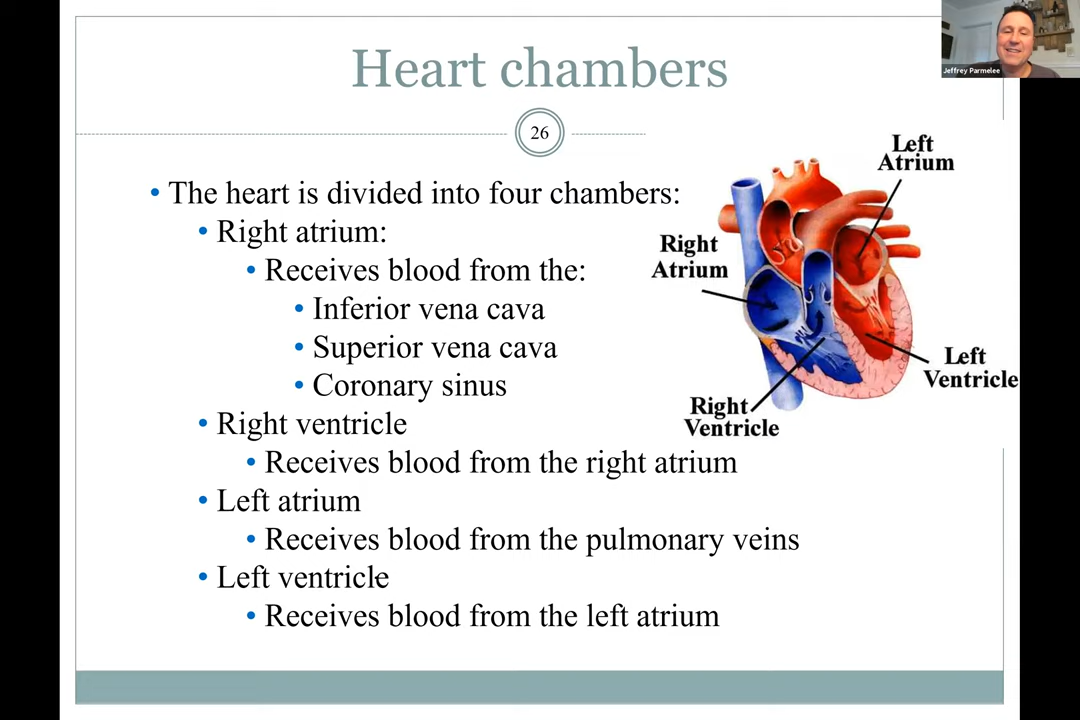 Heart chambers
Jeffrey Parmelee
26
• The heart is divided into four chambers:
• Right atrium:
• Receives blood from the:
• Inferior vena cava
• Superior vena cava
• Coronary sinus
• Right ventricle
• Receives blood from the right atrium
• Left atrium
• Receives blood from the pulmonary veins
• Left ventricle
• Receives blood from the left atrium
Left
Atrium
Right
Atrium
Left
Ventricle
Right
Ventricle